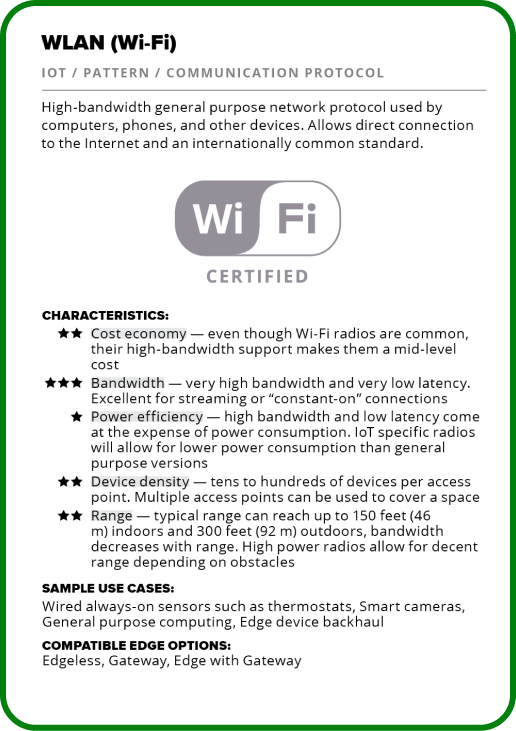 WLAN (Wi-Fi)
IOT / PATTERN / COMMUNICATION PROTOCOL
High-bandwidth general purpose network protocol used by
computers, phones, and other devices. Allows direct connection
to the Internet and an internationally common standard.
Wi Fi
CERTIFIED
CHARACTERISTICS:
★★ Cost economy — even though Wi-Fi radios are common,
their high-bandwidth support makes them a mid-level
cost
★★★ Bandwidth — very high bandwidth and very low latency.
Excellent for streaming or “constant-on” connections
★ Power efficiency — high bandwidth and low latency come
at the expense of power consumption. IoT specific radios
will allow for lower power consumption than general
purpose versions
★★ Device density — tens to hundreds of devices per access
point. Multiple access points can be used to cover a space
★★ Range — typical range can reach up to 150 feet (46
m) indoors and 300 feet (92 m) outdoors, bandwidth
decreases with range. High power radios allow for decent
range depending on obstacles
SAMPLE USE CASES:
Wired always-on sensors such as thermostats, Smart cameras,
General purpose computing, Edge device backhaul
COMPATIBLE EDGE OPTIONS:
Edgeless, Gateway, Edge with Gateway